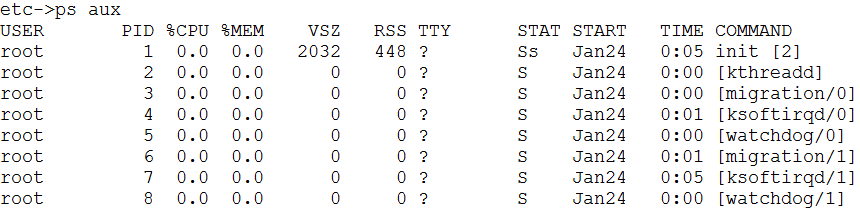 etc->ps aux
USER       PID %CPU %MEM    VSZ   RSS TTY      STAT START   TIME COMMAND
root         1  0.0  0.0   2032   448 ?        Ss   Jan24   0:05 init [2]
root         2  0.0  0.0      0     0 ?        S    Jan24   0:00 [kthreadd]
root         3  0.0  0.0      0     0 ?        S    Jan24   0:00 [migration/0]
root         4  0.0  0.0      0     0 ?        S    Jan24   0:01 [ksoftirqd/0]
root         5  0.0  0.0      0     0 ?        S    Jan24   0:00 [watchdog/0]
root         6  0.0  0.0      0     0 ?        S    Jan24   0:01 [migration/1]
root         7  0.0  0.0      0     0 ?        S    Jan24   0:05 [ksoftirqd/1]
root         8  0.0  0.0      0     0 ?        S    Jan24   0:00 [watchdog/1]